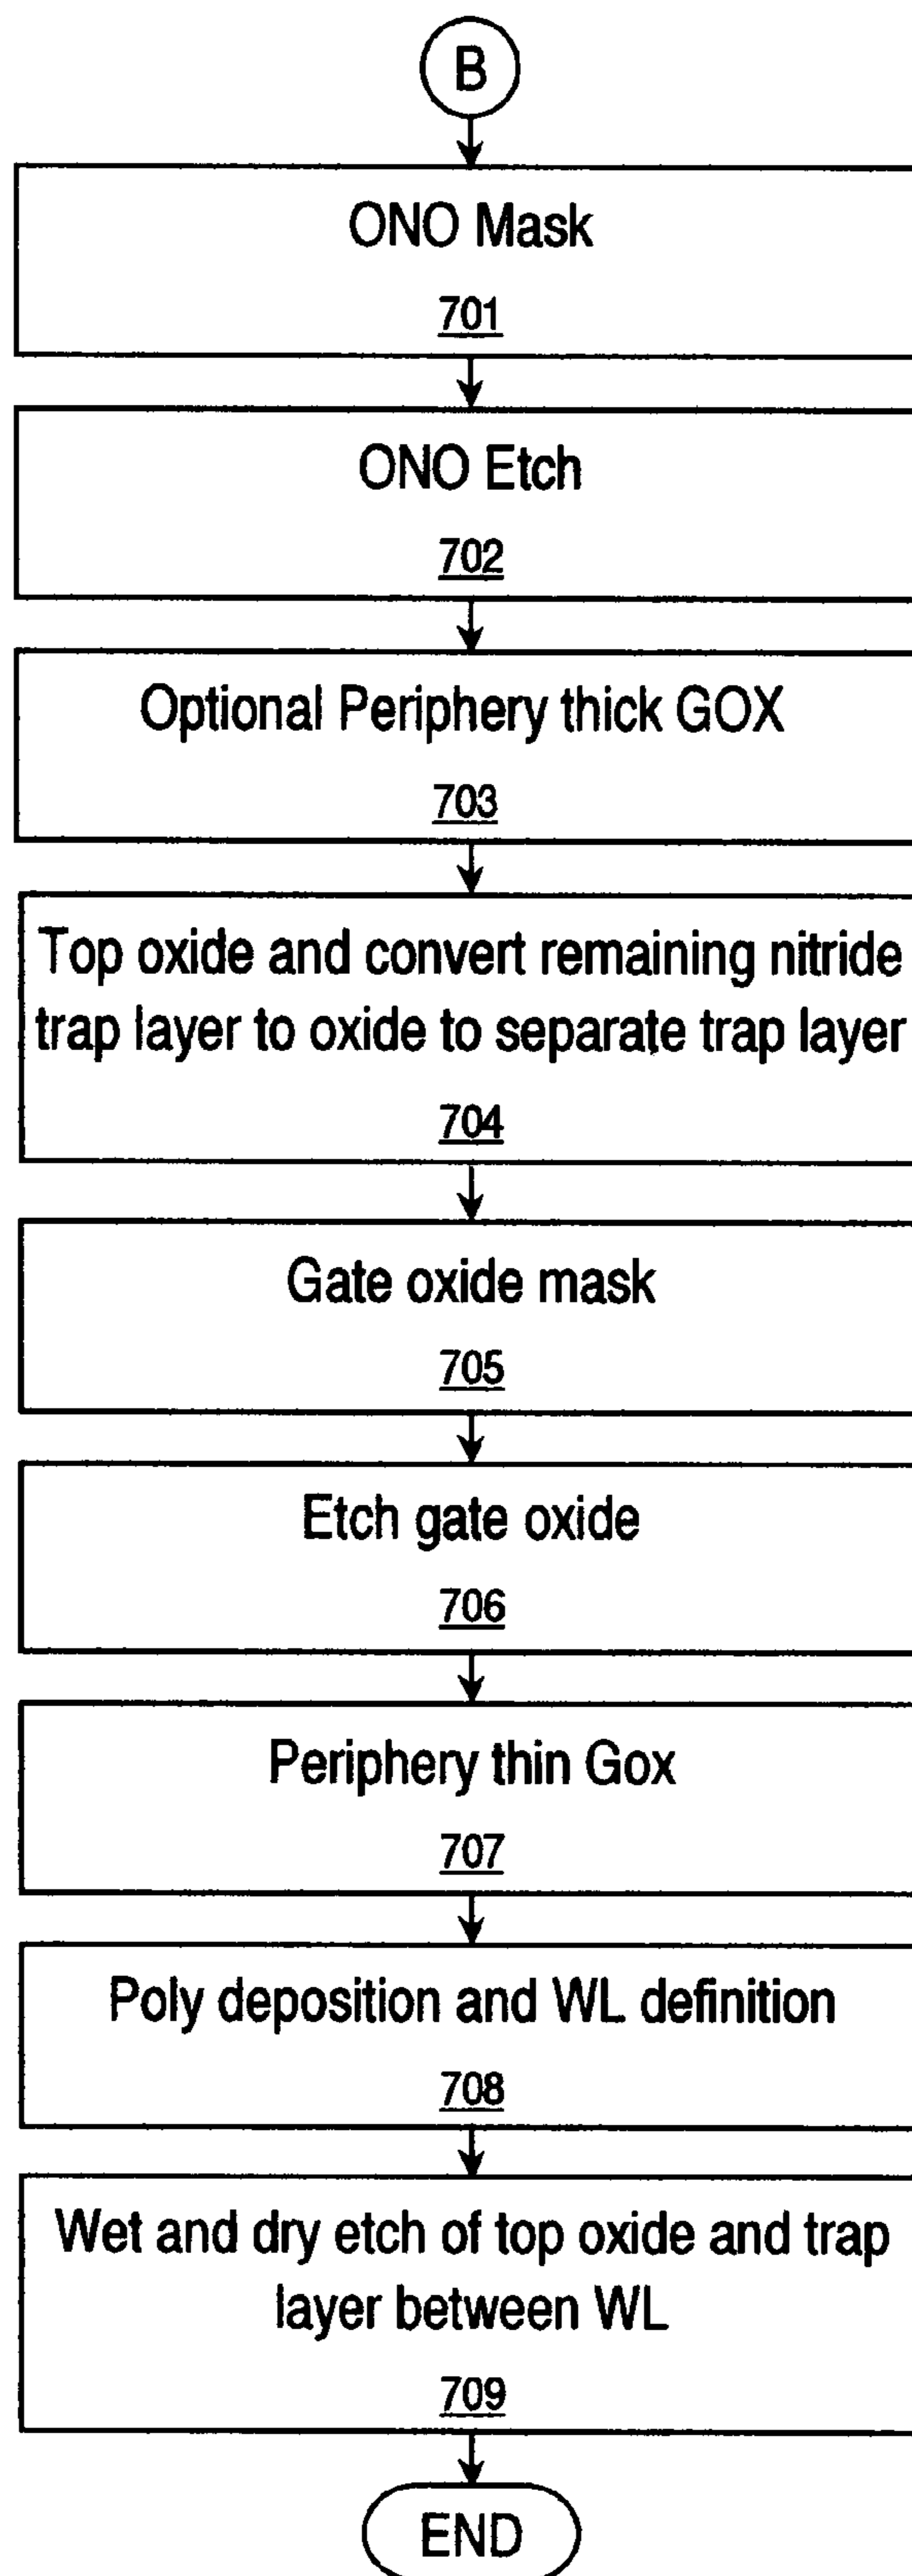 B
ONO Mask
701
ONO Etch
702
Optional Periphery thick GOX
703
Top oxide and convert remaining nitride
trap layer to oxide to separate trap layer
704
Gate oxide mask
705
Etch gate oxide
706
Periphery thin Gox
707
Poly deposition and WL definition
708
Wet and dry etch of top oxide and trap
layer between WL
709
END